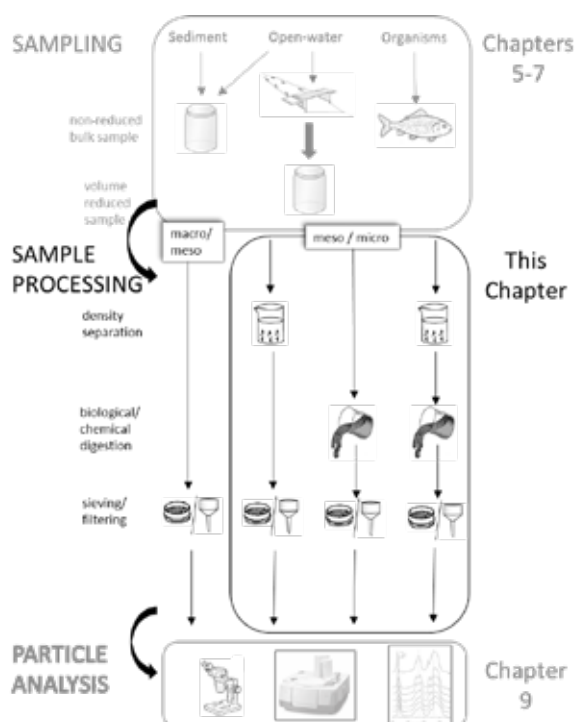 SAMPLING
Sediment
Open-water
Organisms
Chapters
5-7
non-reduced
bulk sample
volume
reduced
sample
macro/
meso
meso / micro
SAMPLE
PROCESSING
This
Chapter
density
separation
biological/
chemical
digestion
sieving/
filtering
PARTICLE
ANALYSIS
Chapter
9